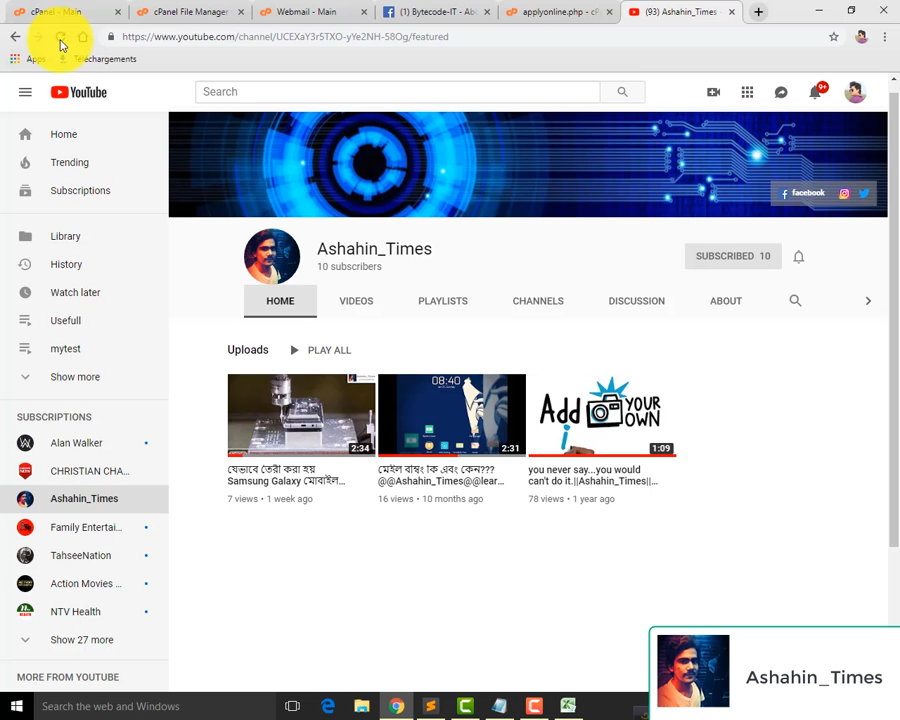 cPanel - Main
cPanel File Manager
Webmail - Main
(1) Bytecode-IT - Abo
applyonline.php - cPa
(93) Ashahin_Times
https://www.youtube.com/channel/UCEXaY3r5TXO-yYe2NH-58Og/featured
Apps
Téléchargements
YouTube
Search
9+
Home
Trending
Subscriptions
Library
History
Watch later
Usefull
mytest
Show more
SUBSCRIPTIONS
Alan Walker
CHRISTIAN CHA...
Ashahin_Times
Family Entertai...
TahseeNation
Action Movies ...
NTV Health
Show 27 more
MORE FROM YOUTUBE
facebook
Ashahin_Times
10 subscribers
SUBSCRIBED 10
HOME
VIDEOS
PLAYLISTS
CHANNELS
DISCUSSION
ABOUT
Uploads
PLAY ALL
2:34
08:40
2:31
Add YOUR
OWN
1:09
যেভাবে তৈরী করা হয়
Samsung Galaxy মোবাইল...
7 views • 1 week ago
মেইল বাম্বিং কি এবং কেন???
@@Ashahin_Times@@lear...
16 views • 10 months ago
you never say...you would
can't do it.||Ashahin_Times||...
78 views • 1 year ago
Ashahin_Times
Search the web and Windows